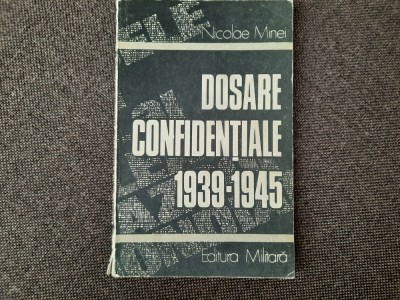 Nicolae Minei
DOSARE
CONFIDENȚIALE
1939-1945
Editura Militară